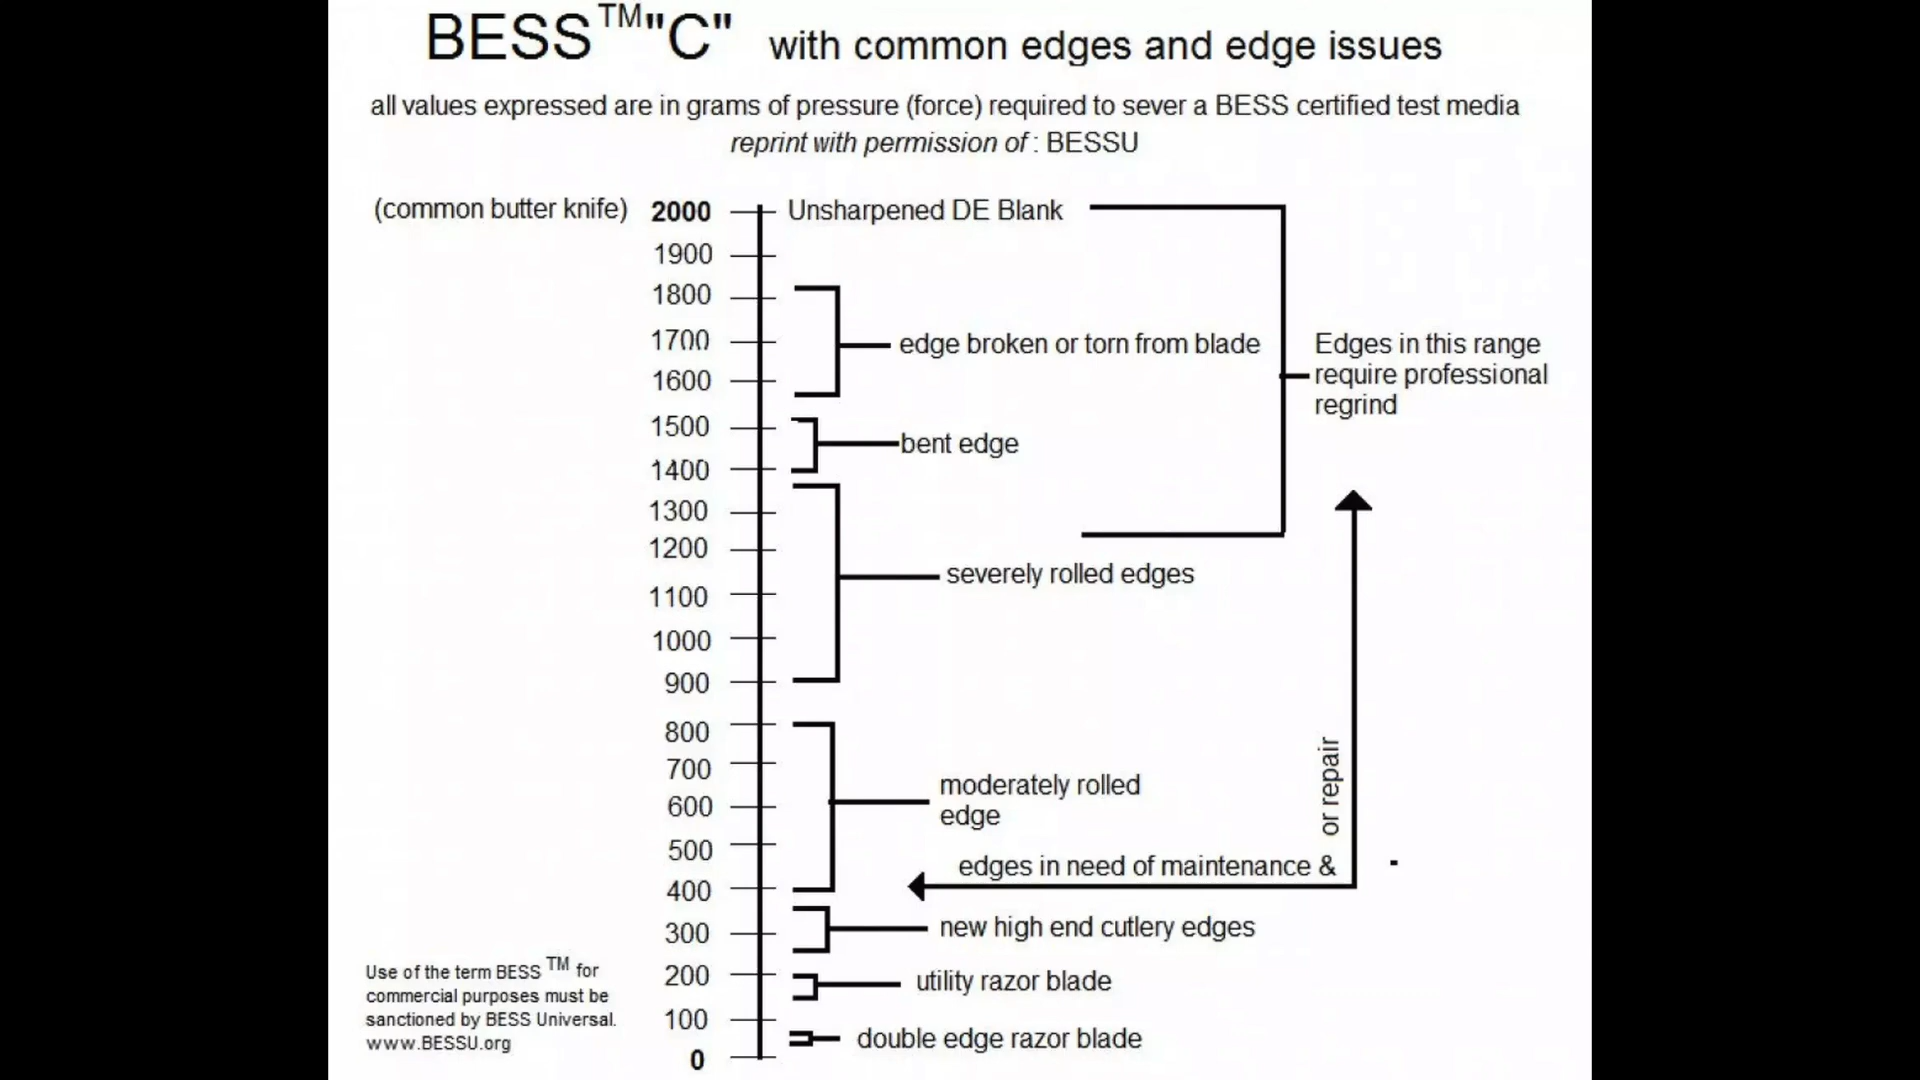 BESS™"C" with common edges and edge issues
all values expressed are in grams of pressure (force) required to sever a BESS certified test media
reprint with permission of : BESSU
(common butter knife) 2000 Unsharpened DE Blank
1900
1800
1700
edge broken or torn from blade
Edges in this range
require professional
regrind
1600
1500
bent edge
1400
1300
1200
severely rolled edges
1100
1000
900
800
700
moderately rolled
edge
600
or repair
500
edges in need of maintenance &
400
300
new high end cutlery edges
200
utility razor blade
100
double edge razor blade
0
Use of the term BESS ™ for
commercial purposes must be
sanctioned by BESS Universal.
www.BESSU.org